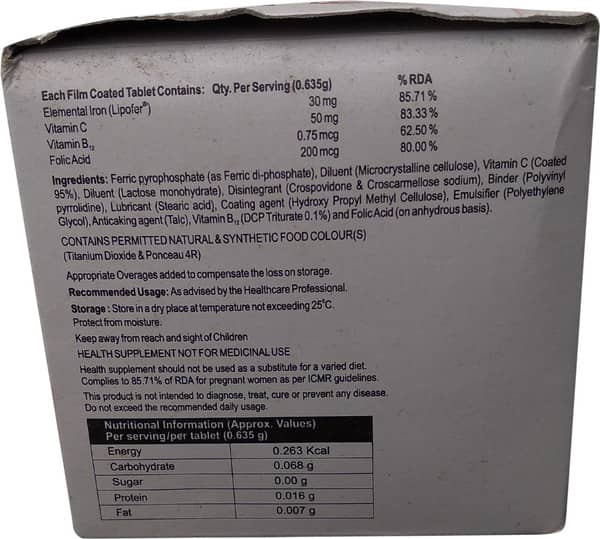 Each Film Coated Tablet Contains: Qty. Per Serving (0.635g) %RDA
Elemental Iron (Lipofer®) 30 mg 85.71%
Vitamin C 50 mg 83.33%
Vitamin B12 0.75 mcg 62.50%
Folic Acid 200 mcg 80.00%
Ingredients: Ferric pyrophosphate (as Ferric di-phosphate), Diluent (Microcrystalline cellulose), Vitamin C (Coated
95%), Diluent (Lactose monohydrate), Disintegrant (Crospovidone & Croscarmellose sodium), Binder (Polyvinyl
pyrrolidine), Lubricant (Stearic acid), Coating agent (Hydroxy Propyl Methyl Cellulose), Emulsifier (Polyethylene
Glycol), Anticaking agent (Talc), Vitamin B12 (DCP Triturate 0.1%) and Folic Acid (on anhydrous basis).
CONTAINS PERMITTED NATURAL & SYNTHETIC FOOD COLOUR(S)
(Titanium Dioxide & Ponceau 4R)
Appropriate Overages added to compensate the loss on storage.
Recommended Usage: As advised by the Healthcare Professional.
Storage : Store in a dry place at temperature not exceeding 25°C.
Protect from moisture.
Keep away from reach and sight of Children
HEALTH SUPPLEMENT NOT FOR MEDICINAL USE
Health supplement should not be used as a substitute for a varied diet.
Complies to 85.71% of RDA for pregnant women as per ICMR guidelines.
This product is not intended to diagnose, treat, cure or prevent any disease.
Do not exceed the recommended daily usage.
Nutritional Information (Approx. Values)
Per serving/per tablet (0.635 g)
Energy 0.263 Kcal
Carbohydrate 0.068 g
Sugar 0.00 g
Protein 0.016 g
Fat 0.007 g